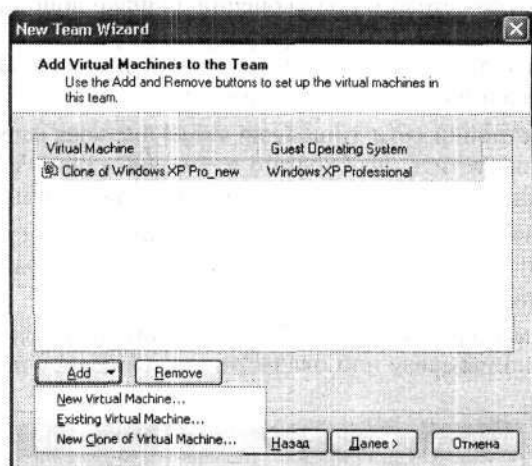 New Team Wizard
Add Virtual Machines to the Team
Use the Add and Remove buttons to set up the virtual machines in
this team.
Virtual Machine Guest Operating System
Clone of Windows XP Pro_new Windows XP Professional
Add Remove
New Virtual Machine...
Existing Virtual Machine...
New Clone of Virtual Machine...
Назад Далее > Отмена